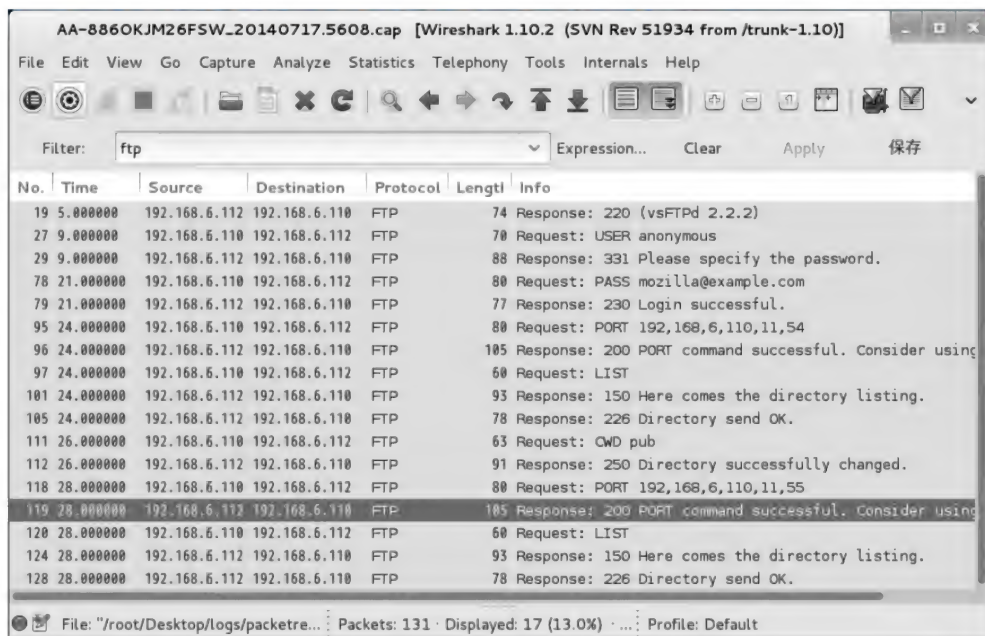 AA-886OKJM26FSW_20140717.5608.cap [Wireshark 1.10.2 (SVN Rev 51934 from /trunk-1.10)]
File Edit View Go Capture Analyze Statistics Telephony Tools Internals Help
Filter: ftp Expression... Clear Apply 保存
No. Time Source Destination Protocol Lengtl Info
19 5.000000 192.168.6.112 192.168.6.110 FTP 74 Response: 220 (vsFTPd 2.2.2)
27 9.000000 192.168.6.110 192.168.6.112 FTP 70 Request: USER anonymous
29 9.000000 192.168.6.112 192.168.6.110 FTP 88 Response: 331 Please specify the password.
78 21.000000 192.168.6.110 192.168.6.112 FTP 80 Request: PASS mozilla@example.com
79 21.000000 192.168.6.112 192.168.6.110 FTP 77 Response: 230 Login successful.
95 24.000000 192.168.6.110 192.168.6.112 FTP 80 Request: PORT 192,168,6,110,11,54
96 24.000000 192.168.6.112 192.168.6.110 FTP 105 Response: 200 PORT command successful. Consider using
97 24.000000 192.168.6.110 192.168.6.112 FTP 60 Request: LIST
101 24.000000 192.168.6.112 192.168.6.110 FTP 93 Response: 150 Here comes the directory listing.
105 24.000000 192.168.6.112 192.168.6.110 FTP 78 Response: 226 Directory send OK.
111 26.000000 192.168.6.110 192.168.6.112 FTP 63 Request: CWD pub
112 26.000000 192.168.6.112 192.168.6.110 FTP 91 Response: 250 Directory successfully changed.
118 28.000000 192.168.6.110 192.168.6.112 FTP 80 Request: PORT 192,168,6,110,11,55
119 28.000000 192.168.6.112 192.168.6.110 FTP 105 Response: 200 PORT command successful. Consider using
120 28.000000 192.168.6.110 192.168.6.112 FTP 60 Request: LIST
124 28.000000 192.168.6.112 192.168.6.110 FTP 93 Response: 150 Here comes the directory listing.
128 28.000000 192.168.6.112 192.168.6.110 FTP 78 Response: 226 Directory send OK.
File: "/root/Desktop/logs/packetre... Packets: 131 · Displayed: 17 (13.0%) · ... Profile: Default